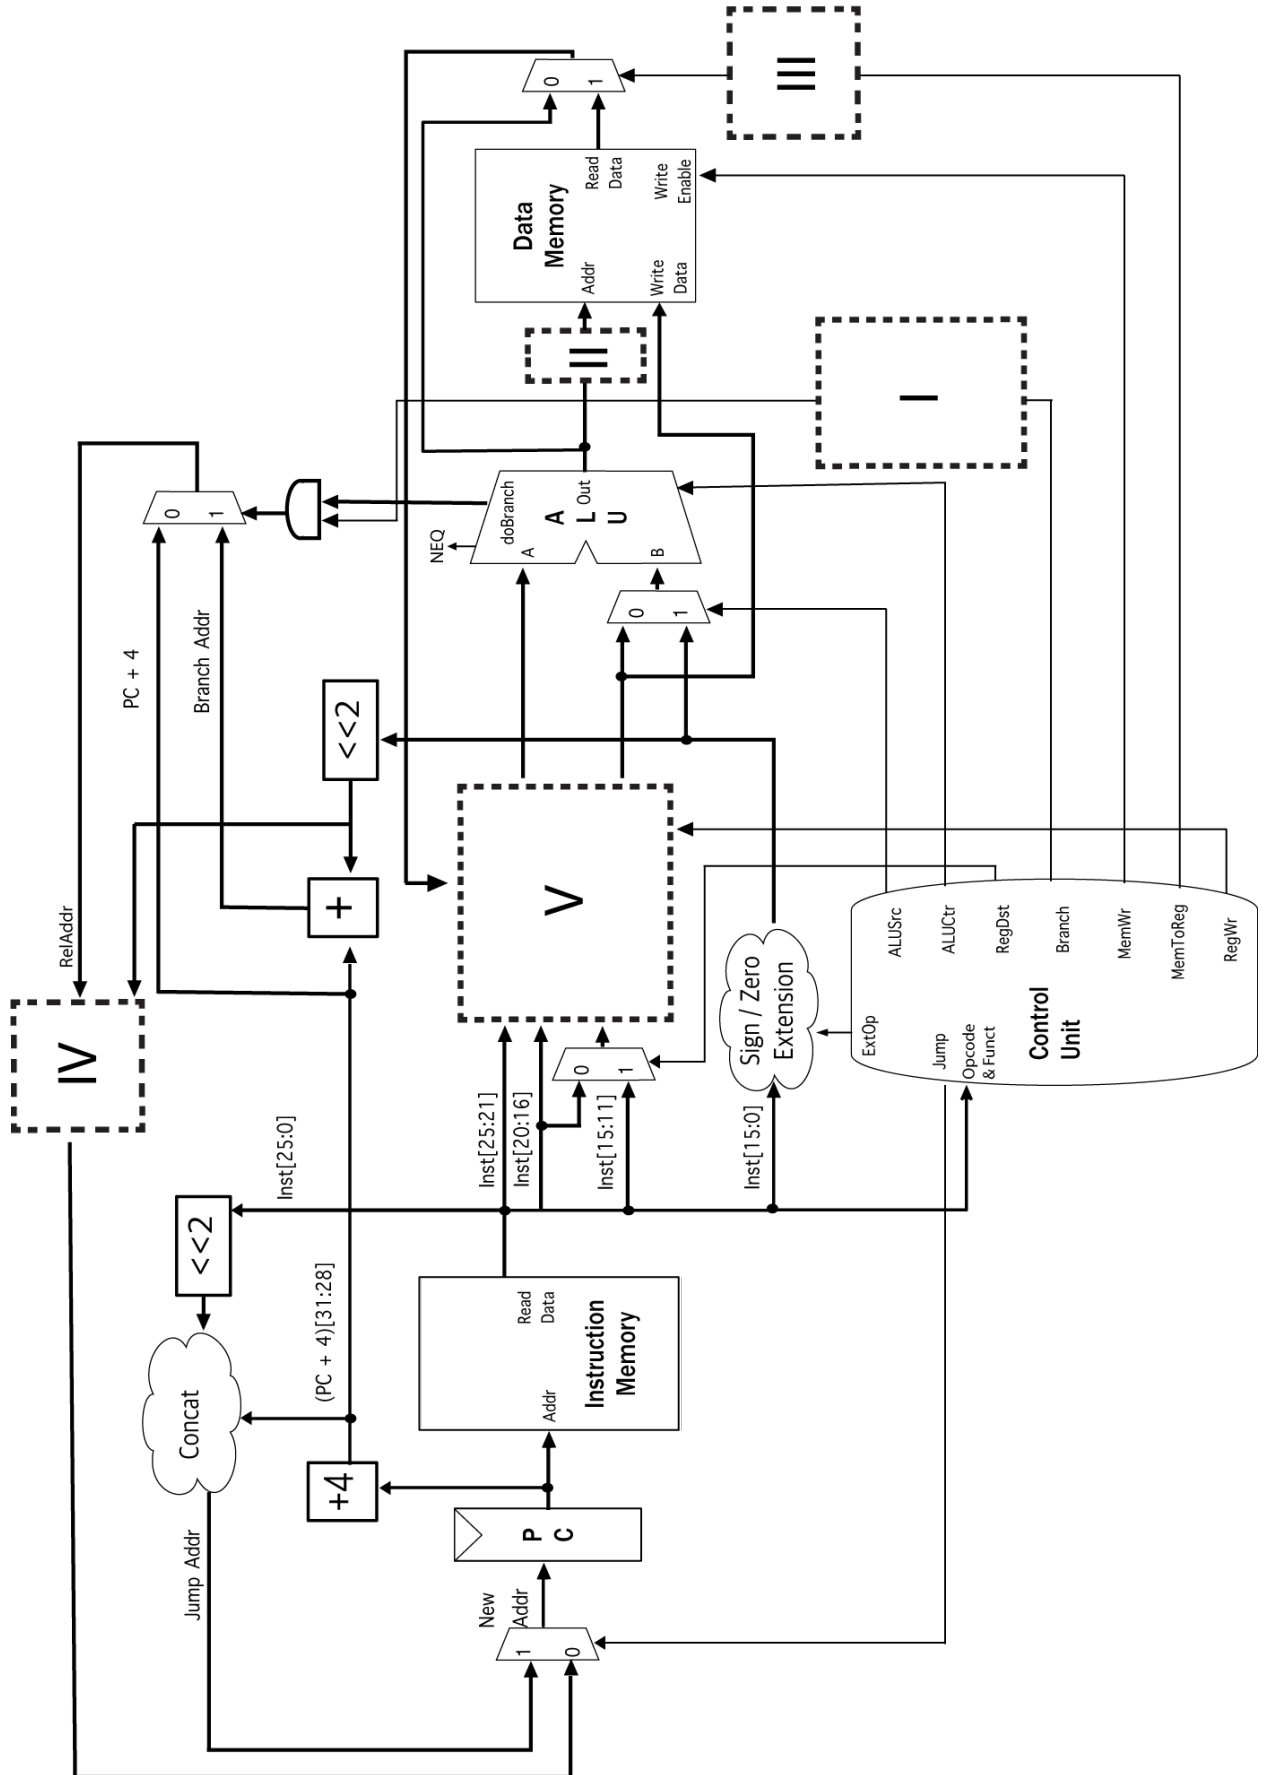 RelAddr
IV
PC + 4
Branch Addr
0
1
<<2
+
Inst[25:0]
<<2
Concat
(PC + 4)[31:28]
+4
Jump Addr
New
Addr
1
0
P
C
Addr
Read
Data
Instruction
Memory
Inst[25:21]
Inst[20:16]
Inst[15:11]
Inst[15:0]
0
1
V
Sign / Zero
Extension
0
1
NEQ
doBranch
A
B
A
L
U
Out
II
Data
Memory
Addr
Read
Data
Write
Data
Write
Enable
0
1
III
I
ExtOp
Jump
Opcode
& Funct
Control
Unit
ALUSrc
ALUCtr
RegDst
Branch
MemWr
MemToReg
RegWr